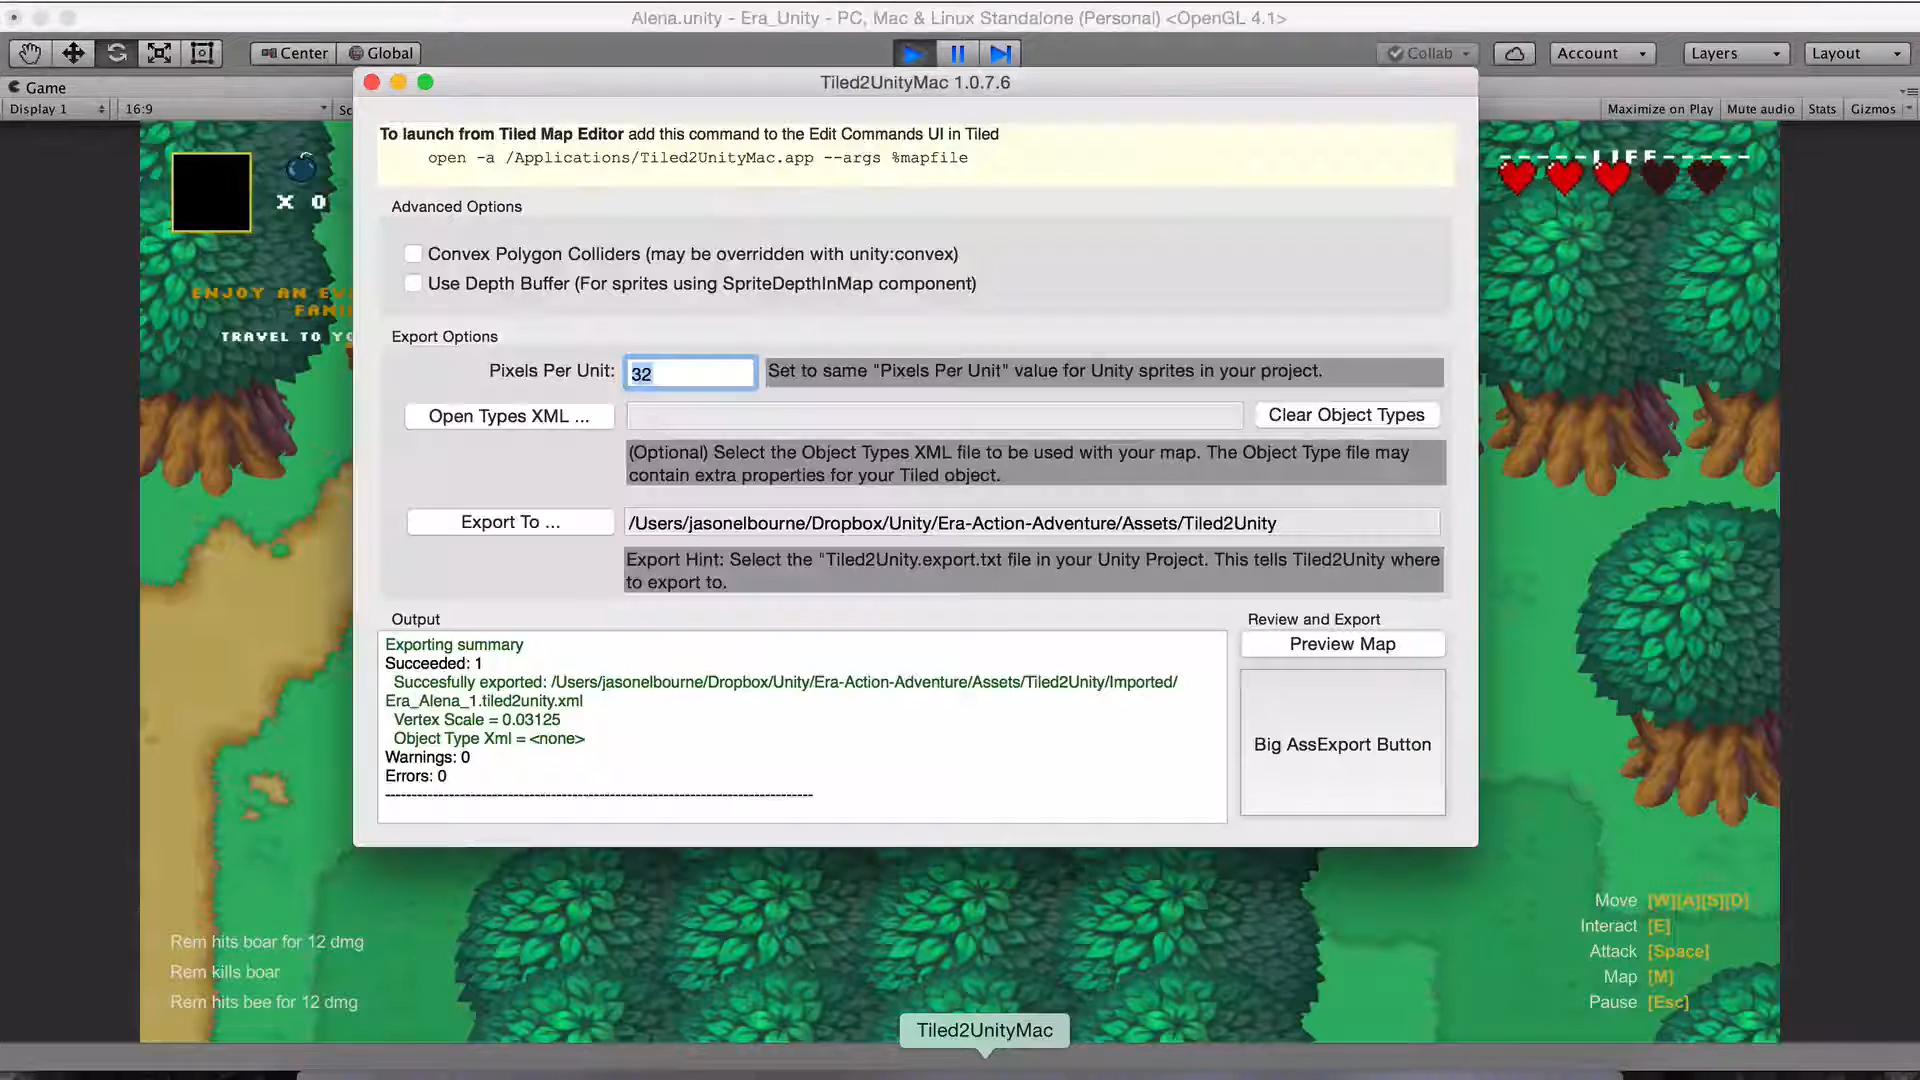 Alena.unity - Era_Unity - PC, Mac & Linux Standalone (Personal) <OpenGL 4.1>
Center Global Collab Account Layers Layout
Game
Display 1 16:9 Sc Maximize on Play Mute audio Stats Gizmos
Tiled2UnityMac 1.0.7.6
To launch from Tiled Map Editor add this command to the Edit Commands UI in Tiled
open -a /Applications/Tiled2UnityMac.app --args %mapfile
-----LIFE-----
X 0
Advanced Options
Convex Polygon Colliders (may be overridden with unity:convex)
Use Depth Buffer (For sprites using SpriteDepthInMap component)
ENJOY AN
TRAVEL TO
Export Options
Pixels Per Unit: 32 Set to same "Pixels Per Unit" value for Unity sprites in your project.
Open Types XML ... Clear Object Types
(Optional) Select the Object Types XML file to be used with your map. The Object Type file may
contain extra properties for your Tiled object.
Export To ... /Users/jasonelbourne/Dropbox/Unity/Era-Action-Adventure/Assets/Tiled2Unity
Export Hint: Select the "Tiled2Unity.export.txt file in your Unity Project. This tells Tiled2Unity where
to export to.
Output
Exporting summary
Succeeded: 1
Succesfully exported: /Users/jasonelbourne/Dropbox/Unity/Era-Action-Adventure/Assets/Tiled2Unity/Imported/
Era_Alena_1.tiled2unity.xml
Vertex Scale = 0.03125
Object Type Xml = <none>
Warnings: 0
Errors: 0
--------------------------------------------------------------------------------
Review and Export
Preview Map
Big AssExport Button
Rem hits boar for 12 dmg
Rem kills boar
Rem hits bee for 12 dmg
Move [W][A][S][D]
Interact [E]
Attack [Space]
Map [M]
Pause [Esc]
Tiled2UnityMac